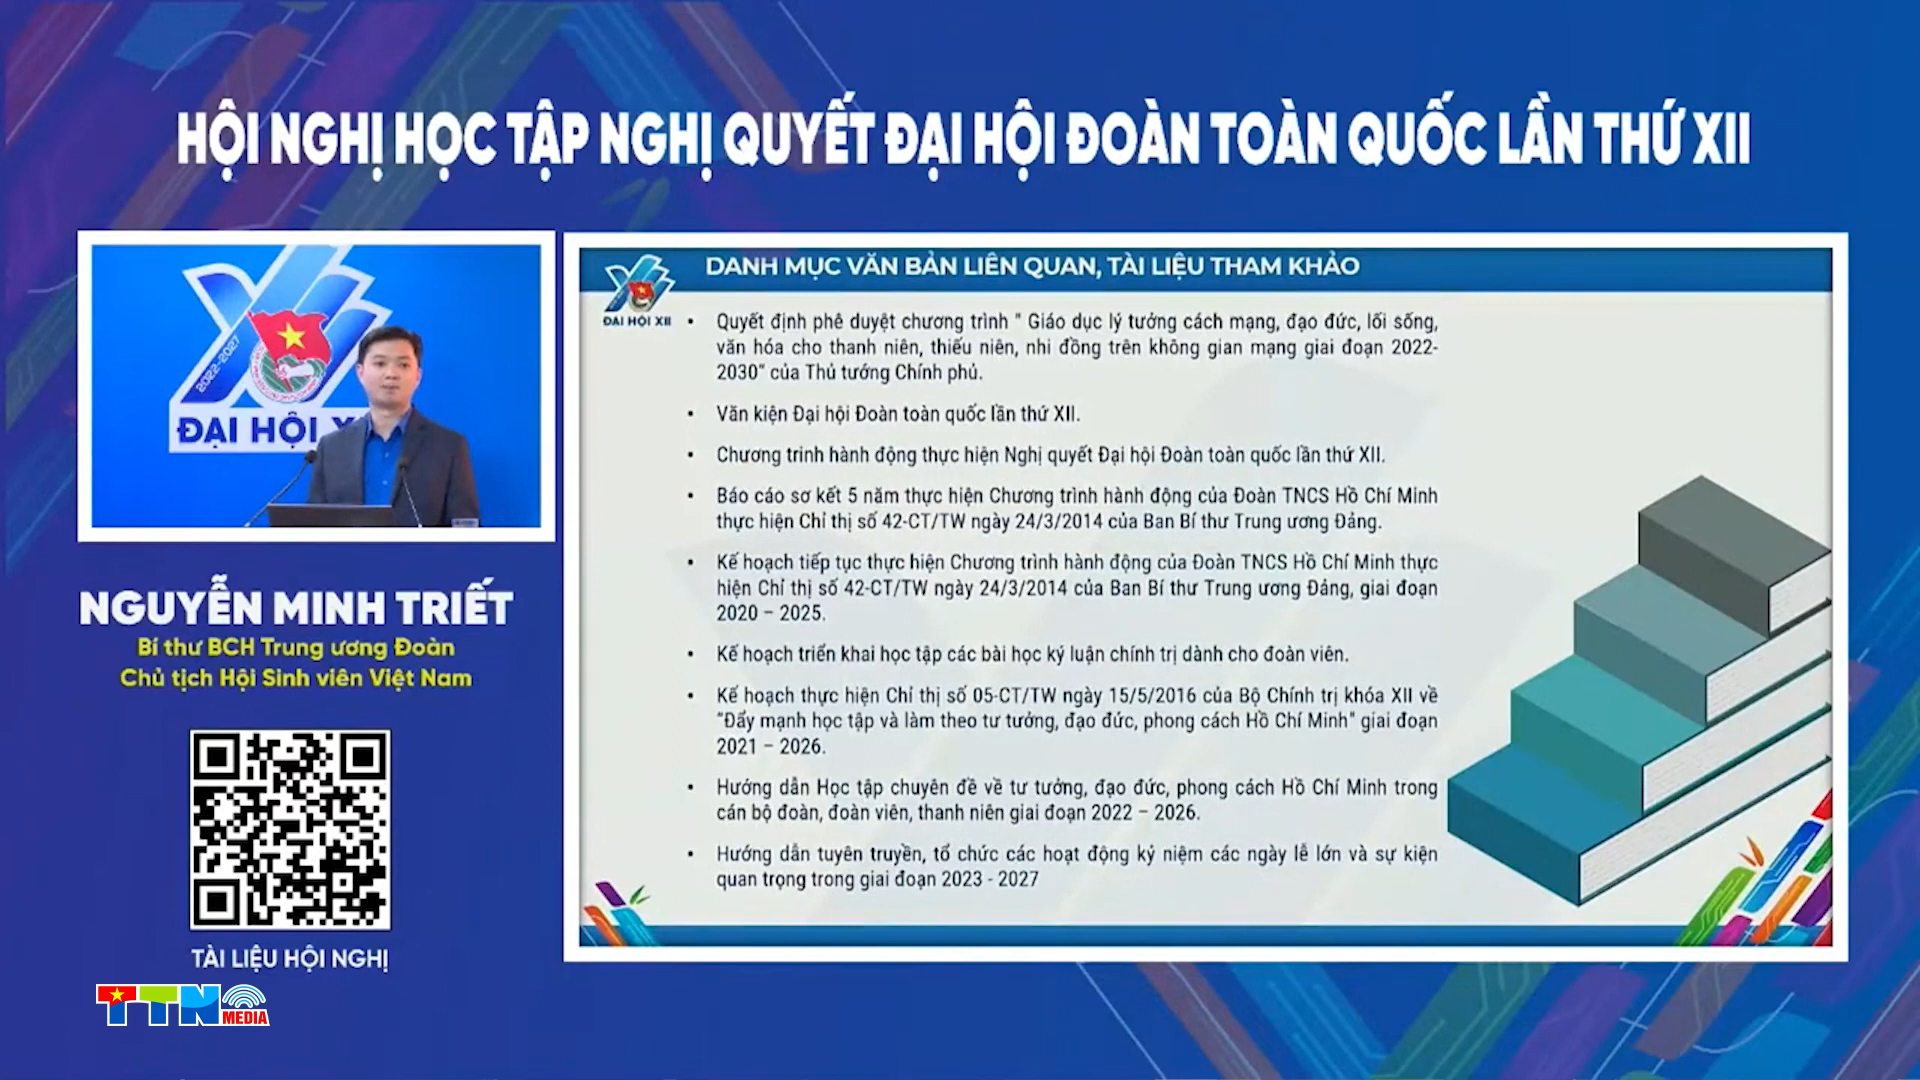 HỘI NGHỊ HỌC TẬP NGHỊ QUYẾT ĐẠI HỘI ĐOÀN TOÀN QUỐC LẦN THỨ XII
2022-2027
ĐẠI HỘI X
NGUYỄN MINH TRIẾT
Bí thư BCH Trung ương Đoàn
Chủ tịch Hội Sinh viên Việt Nam
TÀI LIỆU HỘI NGHỊ
TTN
MEDIA
ĐẠI HỘI XII
DANH MỤC VĂN BẢN LIÊN QUAN, TÀI LIỆU THAM KHẢO
• Quyết định phê duyệt chương trình " Giáo dục lý tưởng cách mạng, đạo đức, lối sống,
văn hóa cho thanh niên, thiếu niên, nhi đồng trên không gian mạng giai đoạn 2022-
2030" của Thủ tướng Chính phủ.
• Văn kiện Đại hội Đoàn toàn quốc lần thứ XII.
• Chương trình hành động thực hiện Nghị quyết Đại hội Đoàn toàn quốc lần thứ XII.
• Báo cáo sơ kết 5 năm thực hiện Chương trình hành động của Đoàn TNCS Hồ Chí Minh
thực hiện Chỉ thị số 42-CT/TW ngày 24/3/2014 của Ban Bí thư Trung ương Đảng.
• Kế hoạch tiếp tục thực hiện Chương trình hành động của Đoàn TNCS Hồ Chí Minh thực
hiện Chỉ thị số 42-CT/TW ngày 24/3/2014 của Ban Bí thư Trung ương Đảng, giai đoạn
2020 – 2025.
• Kế hoạch triển khai học tập các bài học ký luận chính trị dành cho đoàn viên.
• Kế hoạch thực hiện Chỉ thị số 05-CT/TW ngày 15/5/2016 của Bộ Chính trị khóa XII về
"Đẩy mạnh học tập và làm theo tư tưởng, đạo đức, phong cách Hồ Chí Minh" giai đoạn
2021 – 2026.
• Hướng dẫn Học tập chuyên đề về tư tưởng, đạo đức, phong cách Hồ Chí Minh trong
cán bộ đoàn, đoàn viên, thanh niên giai đoạn 2022 – 2026.
• Hướng dẫn tuyên truyền, tổ chức các hoạt động kỷ niệm các ngày lễ lớn và sự kiện
quan trọng trong giai đoạn 2023 - 2027